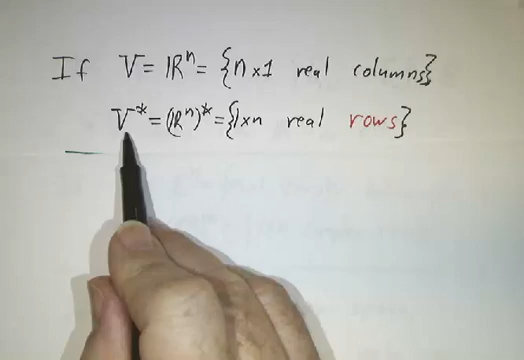 If V = ℝⁿ = {n×1 real columns}
V* = (ℝⁿ)* = {1×n real rows}